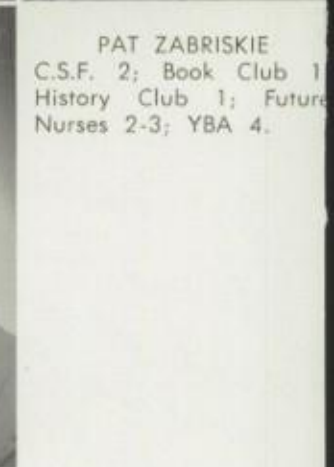 PAT ZABRISKIE
C.S.F. 2; Book Club 1
History Club 1; Future
Nurses 2-3; YBA 4.